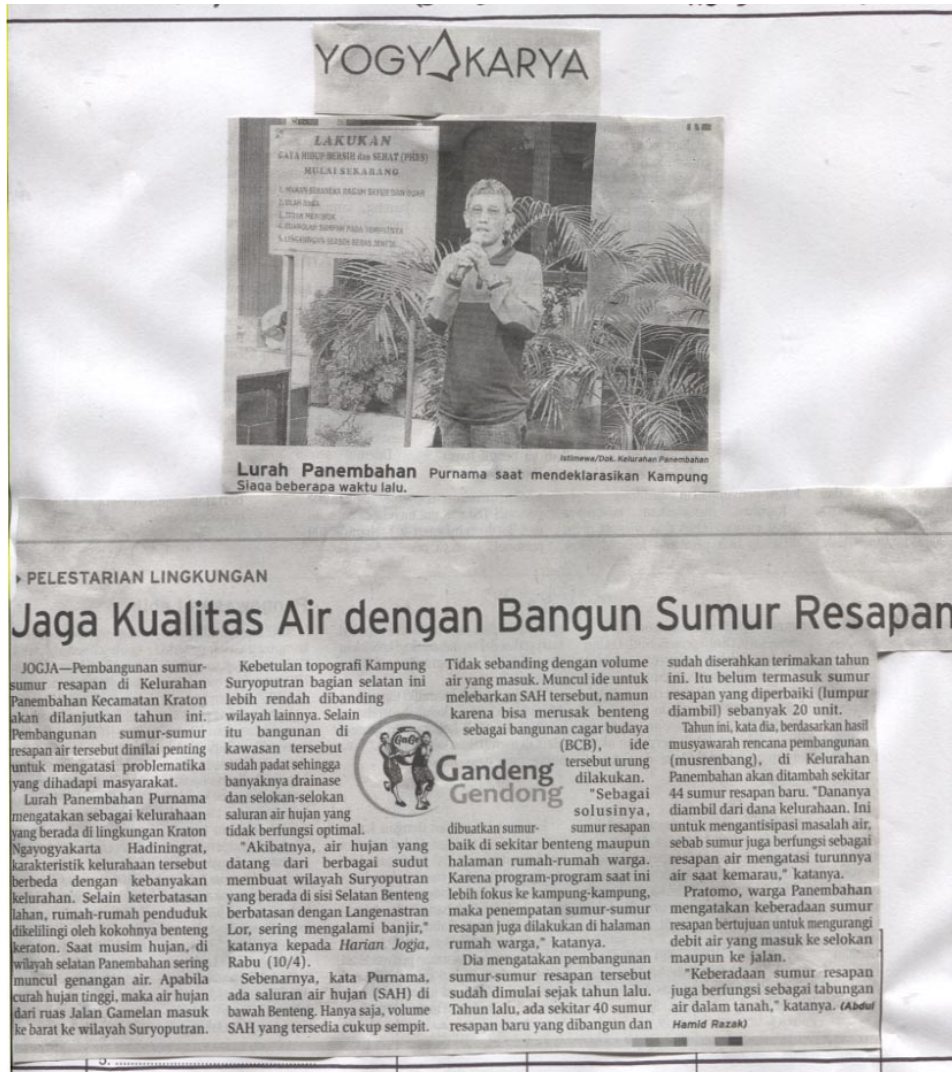 YOGYAKARYA
LAKUKAN
GAYA HIDUP BERSIH dan SEHAT (PHBS)
MULAI SEKARANG
Istimewa/Dok. Kelurahan Panembahan
Lurah Panembahan Purnama saat mendeklarasikan Kampung
Siaga beberapa waktu lalu.
PELESTARIAN LINGKUNGAN
Jaga Kualitas Air dengan Bangun Sumur Resapan
JOGJA—Pembangunan sumur-
sumur resapan di Kelurahan
Panembahan Kecamatan Kraton
akan dilanjutkan tahun ini.
Pembangunan sumur-sumur
resapan air tersebut dinilai penting
untuk mengatasi problematika
yang dihadapi masyarakat.
Lurah Panembahan Purnama
mengatakan sebagai kelurahaan
yang berada di lingkungan Kraton
Ngayogyakarta Hadiningrat,
karakteristik kelurahaan tersebut
berbeda dengan kebanyakan
kelurahan. Selain keterbatasan
lahan, rumah-rumah penduduk
dikelilingi oleh kokohnya benteng
keraton. Saat musim hujan, di
wilayah selatan Panembahan sering
muncul genangan air. Apabila
curah hujan tinggi, maka air hujan
dari ruas Jalan Gamelan masuk
ke barat ke wilayah Suryoputran.
Kebetulan topografi Kampung
Suryoputran bagian selatan ini
lebih rendah dibanding
wilayah lainnya. Selain
itu bangunan di
kawasan tersebut
sudah padat sehingga
banyaknya drainase
dan selokan-selokan
saluran air hujan yang
tidak berfungsi optimal.
"Akibatnya, air hujan yang
datang dari berbagai sudut
membuat wilayah Suryoputran
yang berada di sisi Selatan Benteng
berbatasan dengan Langenastran
Lor, sering mengalami banjir,"
katanya kepada Harian Jogja,
Rabu (10/4).
Sebenarnya, kata Purnama,
ada saluran air hujan (SAH) di
bawah Benteng. Hanya saja, volume
SAH yang tersedia cukup sempit.
Gandeng
Gendong
Tidak sebanding dengan volume
air yang masuk. Muncul ide untuk
melebarkan SAH tersebut, namun
karena bisa merusak benteng
sebagai bangunan cagar budaya
(BCB), ide
tersebut urung
dilakukan.
"Sebagai
solusinya,
dibuatkan sumur- sumur resapan
baik di sekitar benteng maupun
halaman rumah-rumah warga.
Karena program-program saat ini
lebih fokus ke kampung-kampung,
maka penempatan sumur-sumur
resapan juga dilakukan di halaman
rumah warga," katanya.
Dia mengatakan pembangunan
sumur-sumur resapan tersebut
sudah dimulai sejak tahun lalu.
Tahun lalu, ada sekitar 40 sumur
resapan baru yang dibangun dan
sudah diserahkan terimakan tahun
ini. Itu belum termasuk sumur
resapan yang diperbaiki (lumpur
diambil) sebanyak 20 unit.
Tahun ini, kata dia, berdasarkan hasil
musyawarah rencana pembangunan
(musrenbang), di Kelurahan
Panembahan akan ditambah sekitar
44 sumur resapan baru. "Dananya
diambil dari dana kelurahaan. Ini
untuk mengantisipasi masalah air,
sebab sumur juga berfungsi sebagai
resapan air mengatasi turunnya
air saat kemarau," katanya.
Pratomo, warga Panembahan
mengatakan keberadaan sumur
resapan bertujuan untuk mengurangi
debit air yang masuk ke selokan
maupun ke jalan.
"Keberadaan sumur resapan
juga berfungsi sebagai tabungan
air dalam tanah," katanya. (Abdul
Hamid Razak)